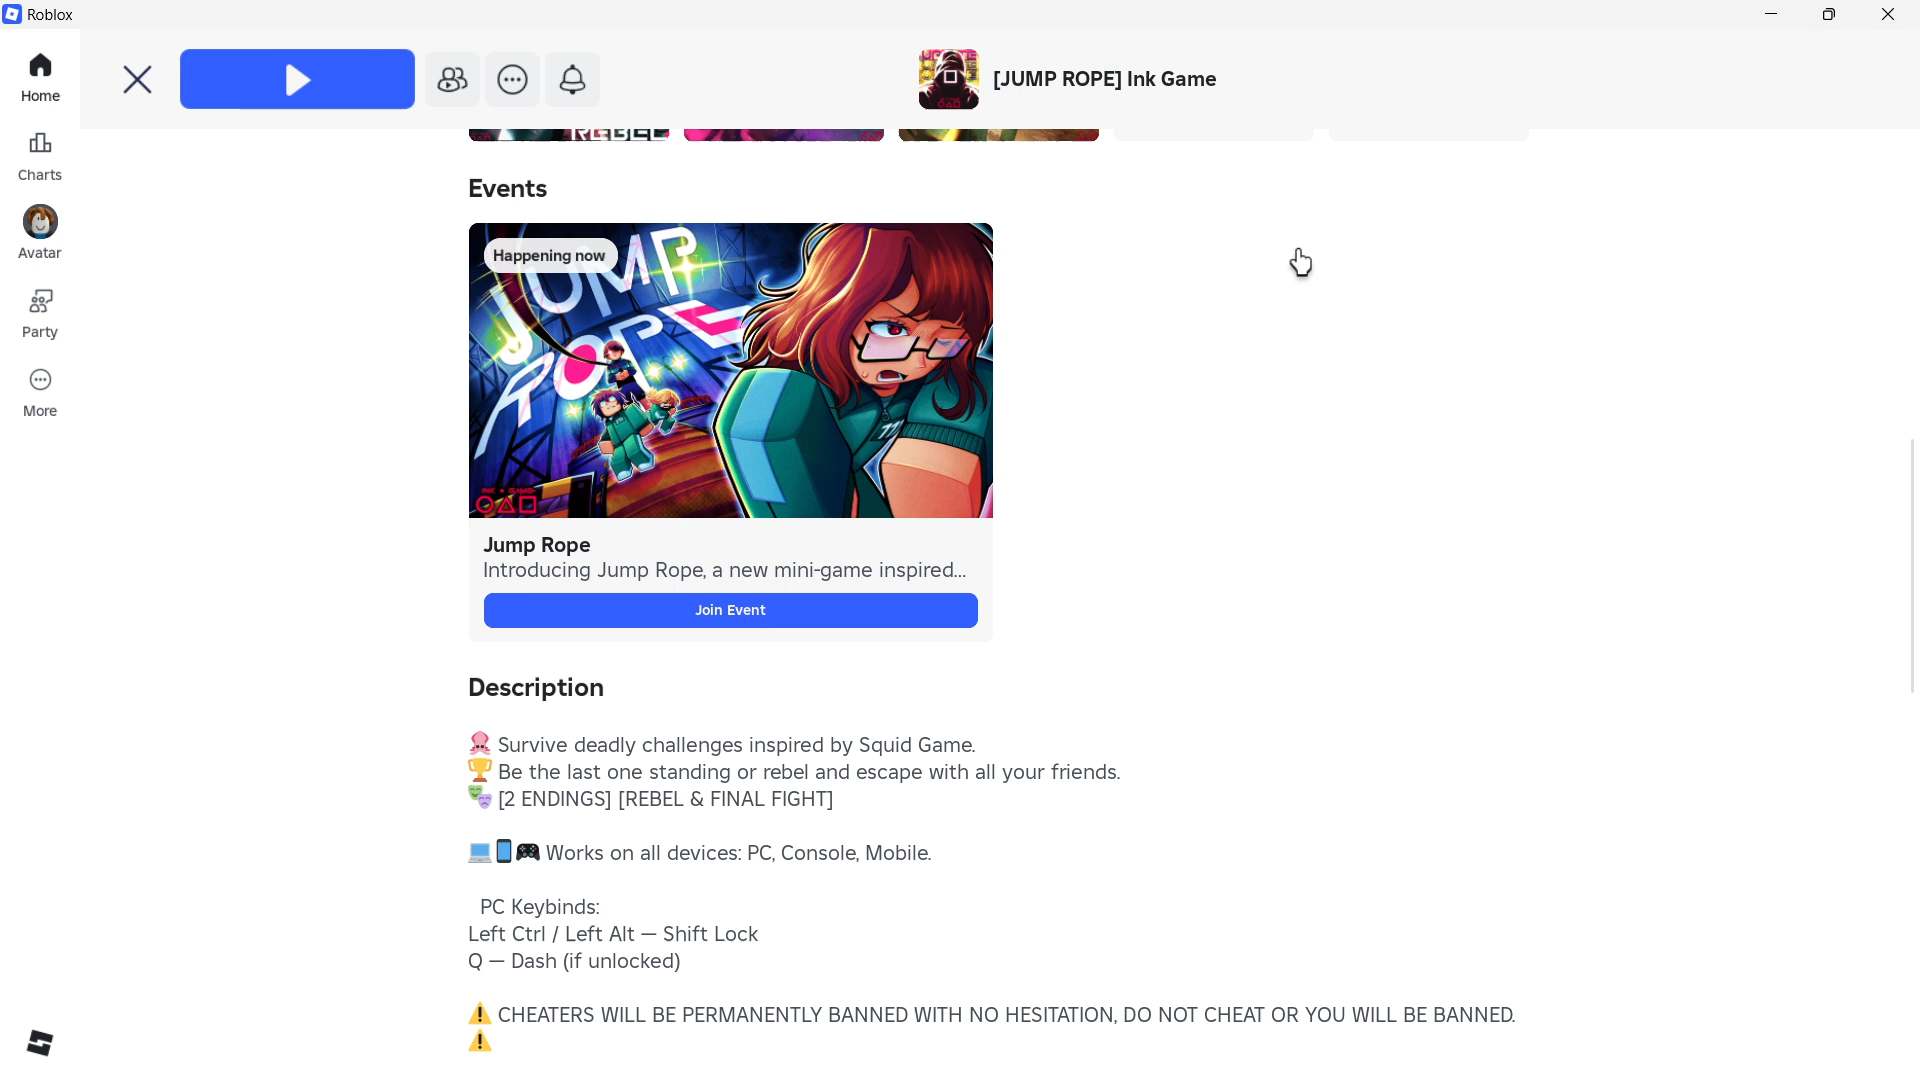 Roblox
Home
Charts
Avatar
Party
More
[JUMP ROPE] Ink Game
REBEL
Events
Happening now
JUMP
ROPE
INK GAME
Jump Rope
Introducing Jump Rope, a new mini-game inspired...
Join Event
Description
Survive deadly challenges inspired by Squid Game.
Be the last one standing or rebel and escape with all your friends.
[2 ENDINGS] [REBEL & FINAL FIGHT]
Works on all devices: PC, Console, Mobile.
PC Keybinds:
Left Ctrl / Left Alt — Shift Lock
Q — Dash (if unlocked)
CHEATERS WILL BE PERMANENTLY BANNED WITH NO HESITATION, DO NOT CHEAT OR YOU WILL BE BANNED.